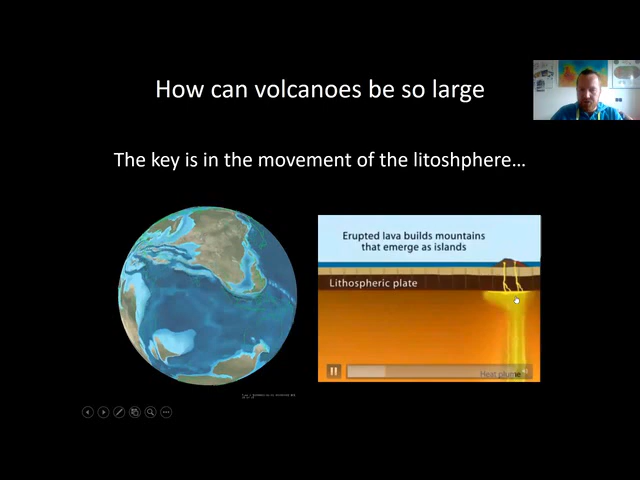 How can volcanoes be so large
The key is in the movement of the litoshphere...
Erupted lava builds mountains
that emerge as islands
Lithospheric plate
Heat plume